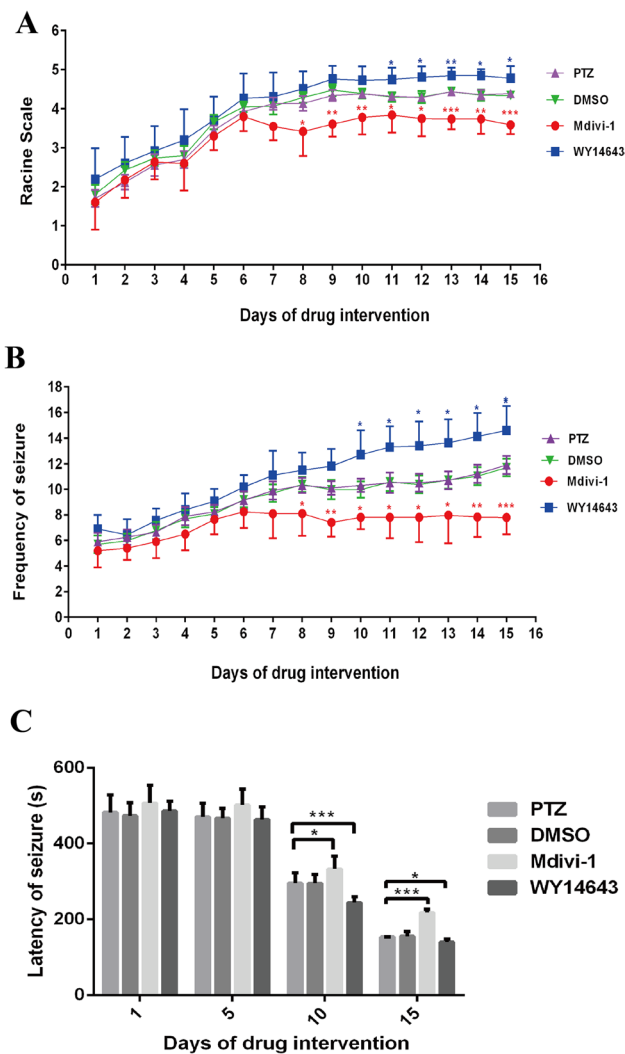 A
6
5
4
3
2
1
0
Racine Scale
* * ** * *
* ** ** * * *** ** ***
0 1 2 3 4 5 6 7 8 9 10 11 12 13 14 15 16
Days of drug intervention
PTZ
DMSO
Mdivi-1
WY14643
B
18
16
14
12
10
8
6
4
2
0
Frequency of seizure
* * * * * *
* ** * * * * ** ***
0 1 2 3 4 5 6 7 8 9 10 11 12 13 14 15 16
Days of drug intervention
PTZ
DMSO
Mdivi-1
WY14643
C
600
400
200
0
Latency of seizure (s)
***
*
*
***
1 5 10 15
Days of drug intervention
PTZ
DMSO
Mdivi-1
WY14643